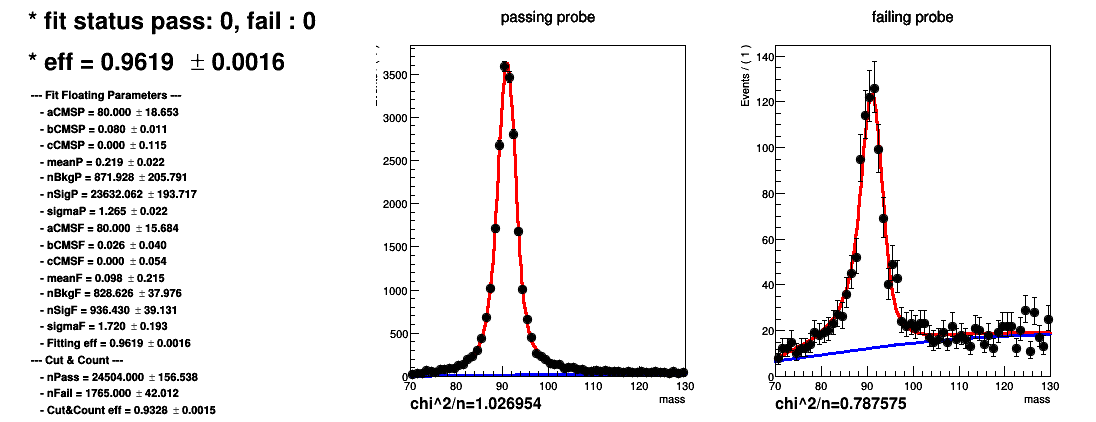 * fit status pass: 0, fail : 0
* eff = 0.9619 ± 0.0016
--- Fit Floating Parameters ---
- aCMSP = 80.000 ± 18.653
- bCMSP = 0.080 ± 0.011
- cCMSP = 0.000 ± 0.115
- meanP = 0.219 ± 0.022
- nBkgP = 871.928 ± 205.791
- nSigP = 23632.062 ± 193.717
- sigmaP = 1.265 ± 0.022
- aCMSF = 80.000 ± 15.684
- bCMSF = 0.026 ± 0.040
- cCMSF = 0.000 ± 0.054
- meanF = 0.098 ± 0.215
- nBkgF = 828.626 ± 37.976
- nSigF = 936.430 ± 39.131
- sigmaF = 1.720 ± 0.193
- Fitting eff = 0.9619 ± 0.0016
--- Cut & Count ---
- nPass = 24504.000 ± 156.538
- nFail = 1765.000 ± 42.012
- Cut&Count eff = 0.9328 ± 0.0015
passing probe
3500
3000
2500
2000
1500
1000
500
0
70 80 90 100 110 120 130
mass
chi^2/n=1.026954
failing probe
Events / ( 1 )
140
120
100
80
60
40
20
0
70 80 90 100 110 120 130
mass
chi^2/n=0.787575